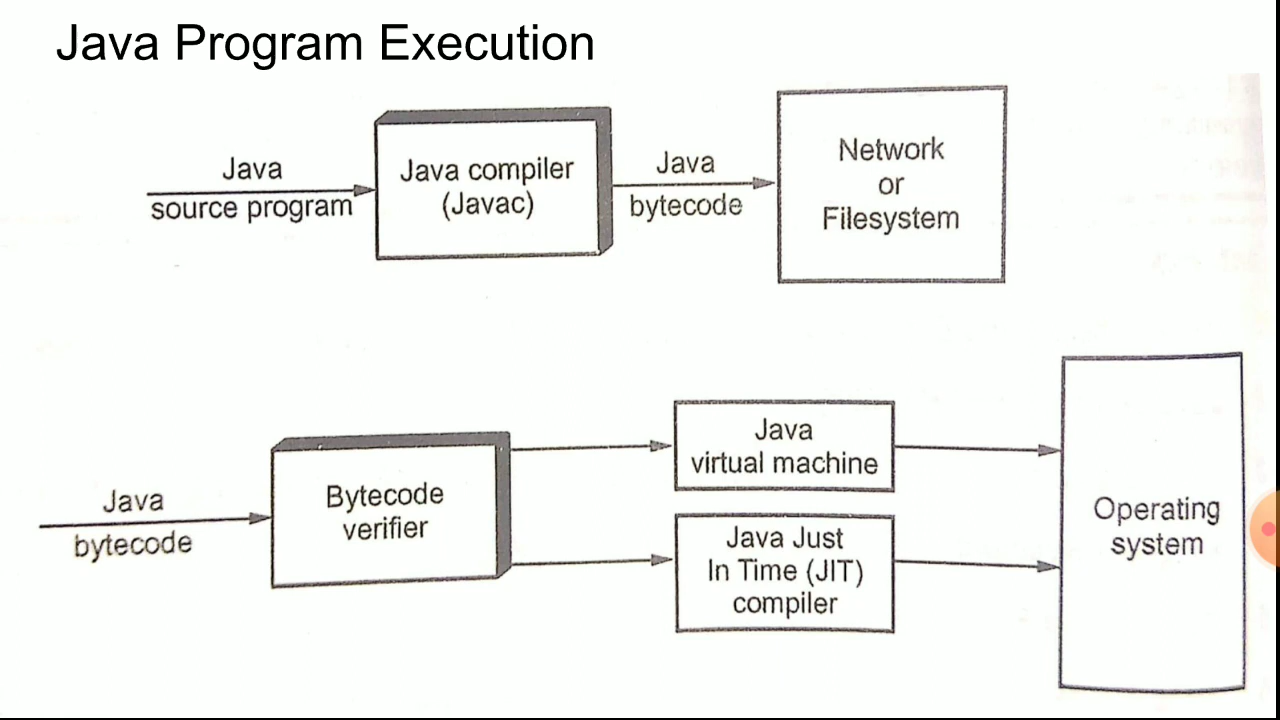 Java Program Execution
Java
source program
Java compiler
(Javac)
Java
bytecode
Network
or
Filesystem
Java
bytecode
Bytecode
verifier
Java
virtual machine
Java Just
In Time (JIT)
compiler
Operating
system